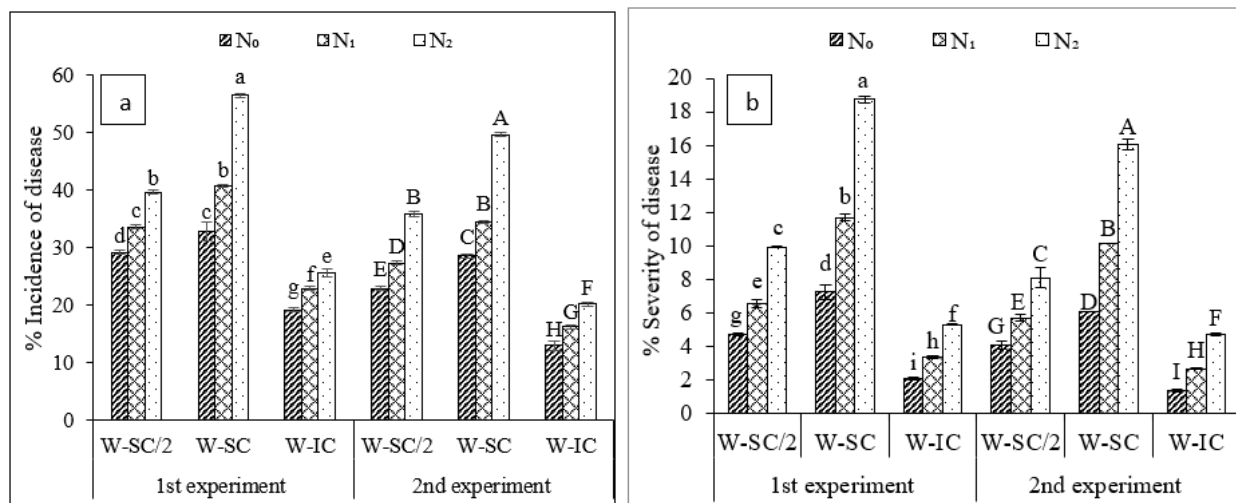 N₀ N₁ N₂
a
% Incidence of disease
60
50
40
30
20
10
0
d c b c b a g f e E D B C B A H G F
W-SC/2 W-SC W-IC W-SC/2 W-SC W-IC
1st experiment 2nd experiment
N₀ N₁ N₂
b
% Severity of disease
20
18
16
14
12
10
8
6
4
2
0
g e c d b a i h f G E C D B A I H F
W-SC/2 W-SC W-IC W-SC/2 W-SC W-IC
1st experiment 2nd experiment